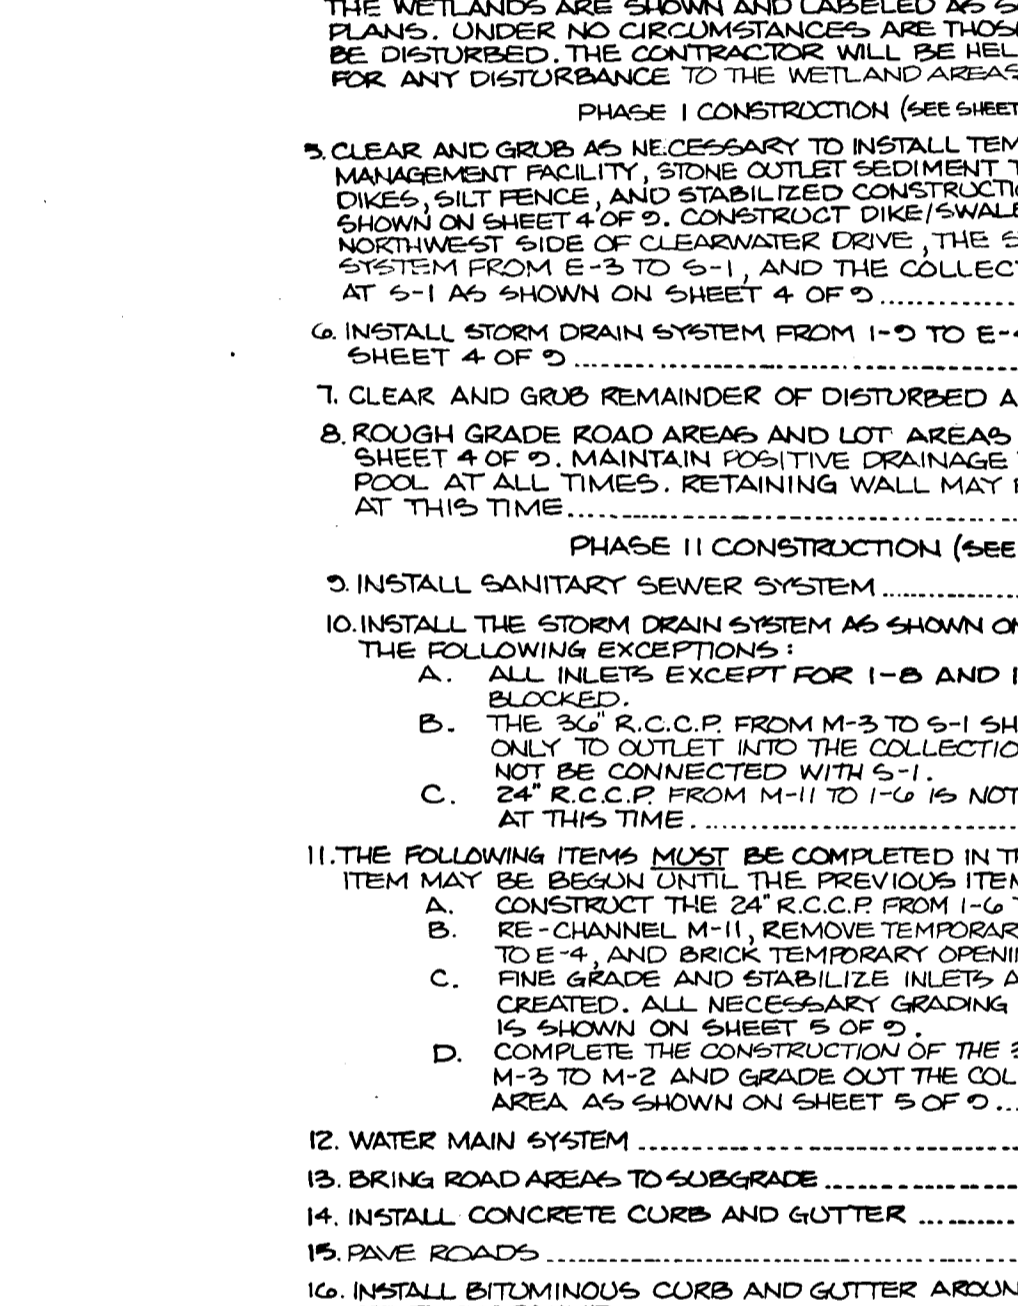 THE WETLANDS ARE SHOWN AND LABELED AS
PLANS. UNDER NO CIRCUMSTANCES ARE
BE DISTURBED. THE CONTRACTOR WILL BE
FOR ANY DISTURBANCE TO THE WETLAND AREAS
PHASE I CONSTRUCTION (SEE SHEET
5. CLEAR AND GRUB AS NECESSARY TO INSTALL
MANAGEMENT FACILITY, STONE OUTLET SEDIMENT
DIKES, SILT FENCE, AND STABILIZED
SHOWN ON SHEET 4 OF 9. CONSTRUCT DIKE/SWALE
NORTHWEST SIDE OF CLEARWATER DRIVE, THE
SYSTEM FROM E-3 TO S-1, AND THE
AT S-1 AS SHOWN ON SHEET 4 OF 9
6. INSTALL STORM DRAIN SYSTEM FROM I-9 TO E-4
SHEET 4 OF 9
7. CLEAR AND GRUB REMAINDER OF DISTURBED
8. ROUGH GRADE ROAD AREAS AND LOT AREAS
SHEET 4 OF 9. MAINTAIN POSITIVE DRAINAGE
POOL AT ALL TIMES. RETAINING WALL MAY
AT THIS TIME
PHASE II CONSTRUCTION (SEE
9. INSTALL SANITARY SEWER SYSTEM
10. INSTALL THE STORM DRAIN SYSTEM AS SHOWN ON
THE FOLLOWING EXCEPTIONS:
A. ALL INLETS EXCEPT FOR I-8 AND
BLOCKED.
B. THE 36" R.C.C.P. FROM M-3 TO S-1
ONLY TO OUTLET INTO THE
NOT BE CONNECTED WITH S-1.
C. 24" R.C.C.P. FROM M-11 TO I-6 IS NOT
AT THIS TIME
11. THE FOLLOWING ITEMS MUST BE COMPLETED IN
ITEM MAY BE BEGUN UNTIL THE PREVIOUS
A. CONSTRUCT THE 24" R.C.C.P. FROM I-6
B. RE-CHANNEL M-11, REMOVE
TO E-4, AND BRICK TEMPORARY
C. FINE GRADE AND STABILIZE INLETS
CREATED. ALL NECESSARY GRADING
IS SHOWN ON SHEET 5 OF 9.
D. COMPLETE THE CONSTRUCTION OF THE
M-3 TO M-2 AND GRADE OUT THE
AREA AS SHOWN ON SHEET 5 OF 9
12. WATER MAIN SYSTEM
13. BRING ROAD AREAS TO SUBGRADE
14. INSTALL CONCRETE CURB AND GUTTER
15. PAVE ROADS
16. INSTALL BITUMINOUS CURB AND GUTTER